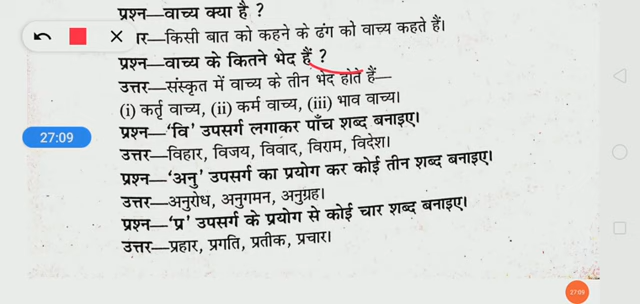 प्रश्न—वाच्य क्या है ?
र—किसी बात को कहने के ढंग को वाच्य कहते हैं।
प्रश्न—वाच्य के कितने भेद हैं ?
उत्तर—संस्कृत में वाच्य के तीन भेद होते हैं—
(i) कर्तृ वाच्य, (ii) कर्म वाच्य, (iii) भाव वाच्य।
प्रश्न—‘वि’ उपसर्ग लगाकर पाँच शब्द बनाइए।
27:09
उत्तर—विहार, विजय, विवाद, विराम, विदेश।
प्रश्न—‘अनु’ उपसर्ग का प्रयोग कर कोई तीन शब्द बनाइए।
उत्तर—अनुरोध, अनुगमन, अनुग्रह।
प्रश्न—‘प्र’ उपसर्ग के प्रयोग से कोई चार शब्द बनाइए।
उत्तर—प्रहार, प्रगति, प्रतीक, प्रचार।
27:09